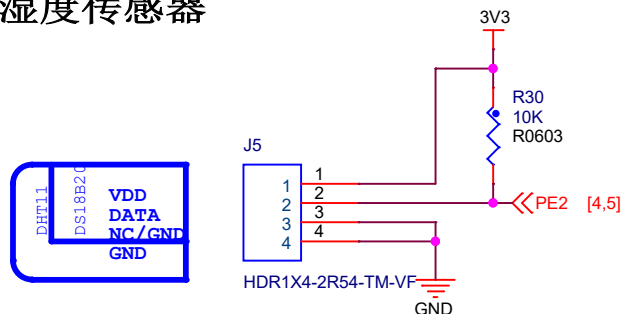 湿度传感器
3V3
R30
10K
R0603
J5
1
2
3
4
1
2
3
4
PE2 [4,5]
DHT11
DS18B20
VDD
DATA
NC/GND
GND
HDR1X4-2R54-TM-VF
GND